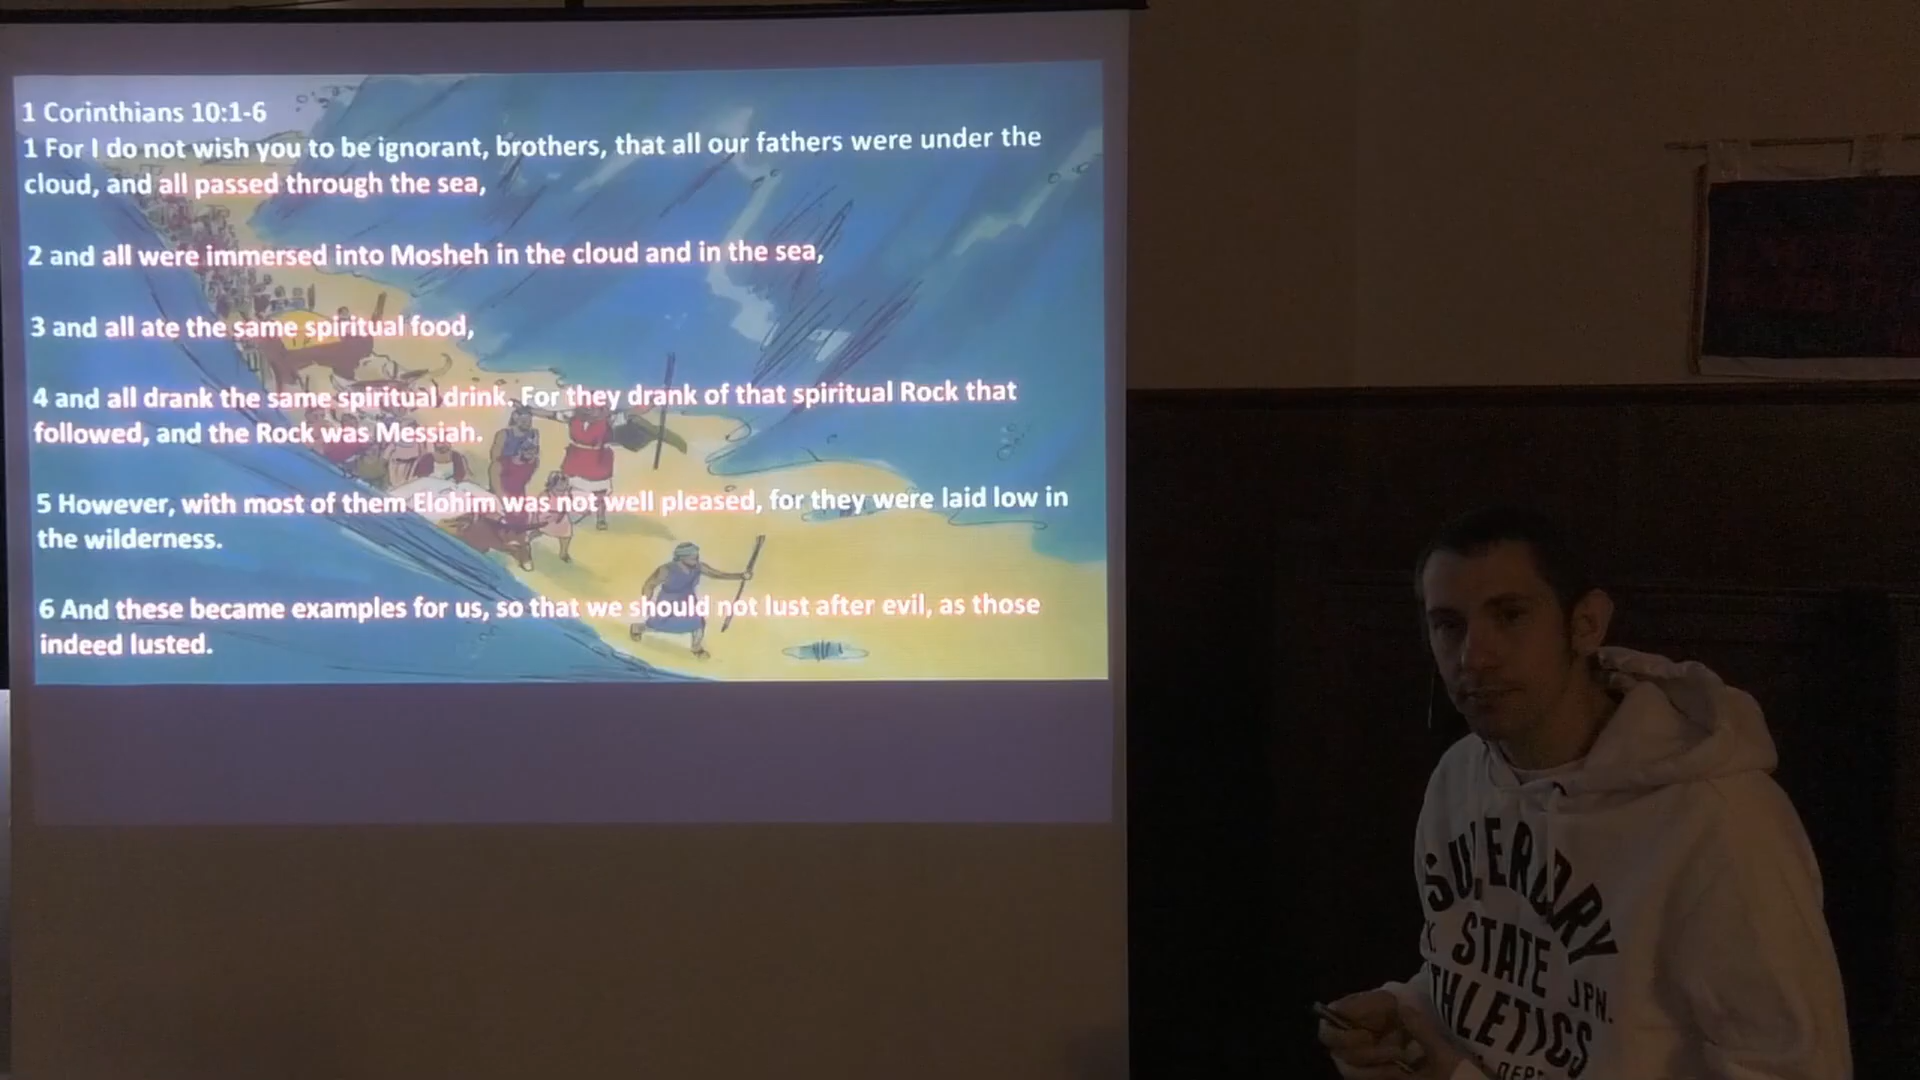 1 Corinthians 10:1-6
1 For I do not wish you to be ignorant, brothers, that all our fathers were under the
cloud, and all passed through the sea,
2 and all were immersed into Mosheh in the cloud and in the sea,
3 and all ate the same spiritual food,
4 and all drank the same spiritual drink. For they drank of that spiritual Rock that
followed, and the Rock was Messiah.
5 However, with most of them Elohim was not well pleased, for they were laid low in
the wilderness.
6 And these became examples for us, so that we should not lust after evil, as those
indeed lusted.
SUPERDRY
STATE
JPN.
ATHLETICS
DEPT